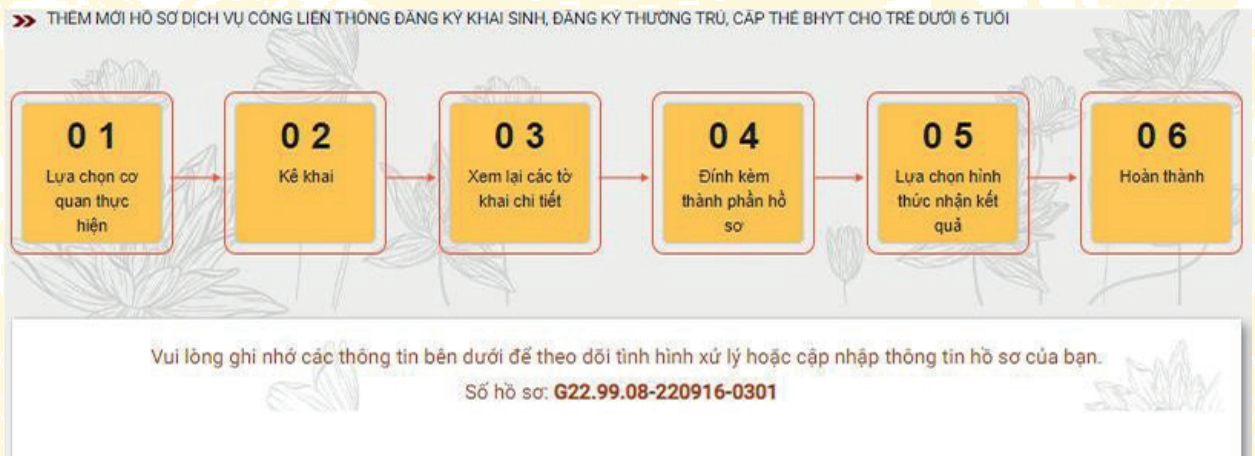 THÊM MỚI HỒ SƠ DỊCH VỤ CÔNG LIÊN THÔNG ĐĂNG KÝ KHAI SINH, ĐĂNG KÝ THƯỜNG TRÚ, CẤP THẺ BHYT CHO TRẺ DƯỚI 6 TUỔI
0 1
Lựa chọn cơ
quan thực
hiện
0 2
Kê khai
0 3
Xem lại các tờ
khai chi tiết
0 4
Đính kèm
thành phần hồ
sơ
0 5
Lựa chọn hình
thức nhận kết
quả
0 6
Hoàn thành
Vui lòng ghi nhớ các thông tin bên dưới để theo dõi tình hình xử lý hoặc cập nhập thông tin hồ sơ của bạn.
Số hồ sơ: G22.99.08-220916-0301